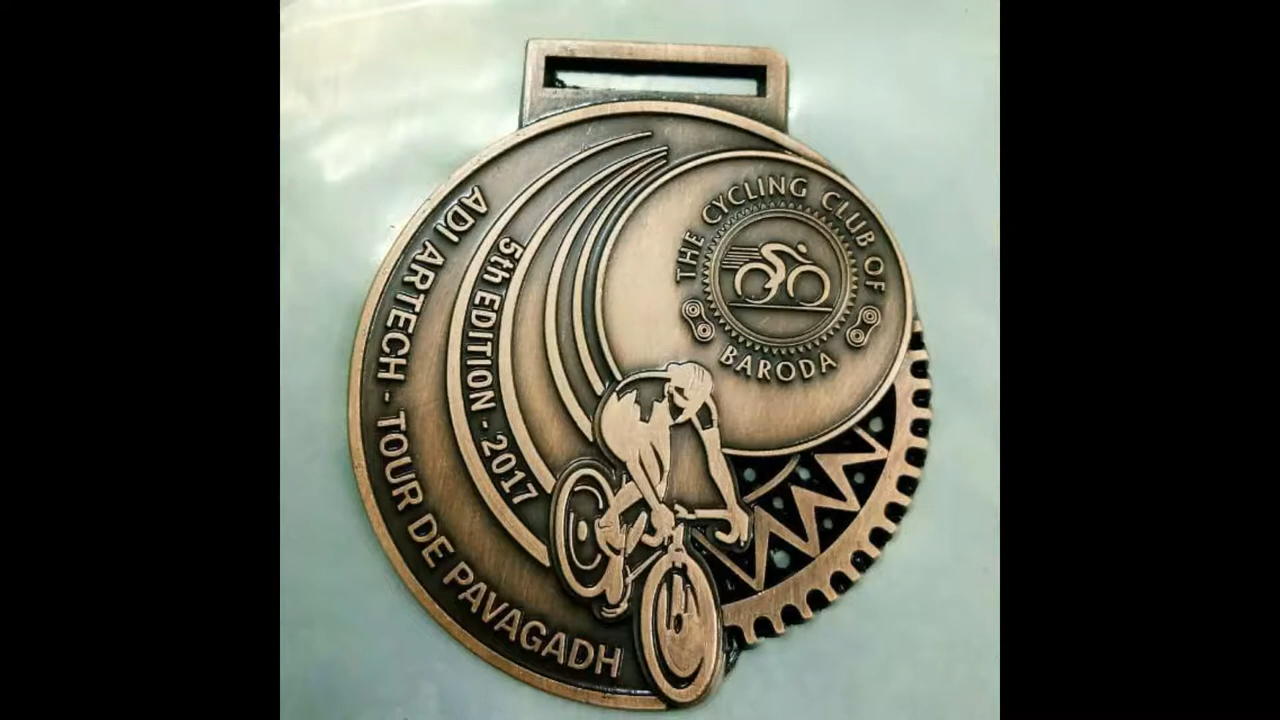 THE CYCLING CLUB OF
BARODA
5th EDITION - 2017
ADI ARTECH - TOUR DE PAVAGADH